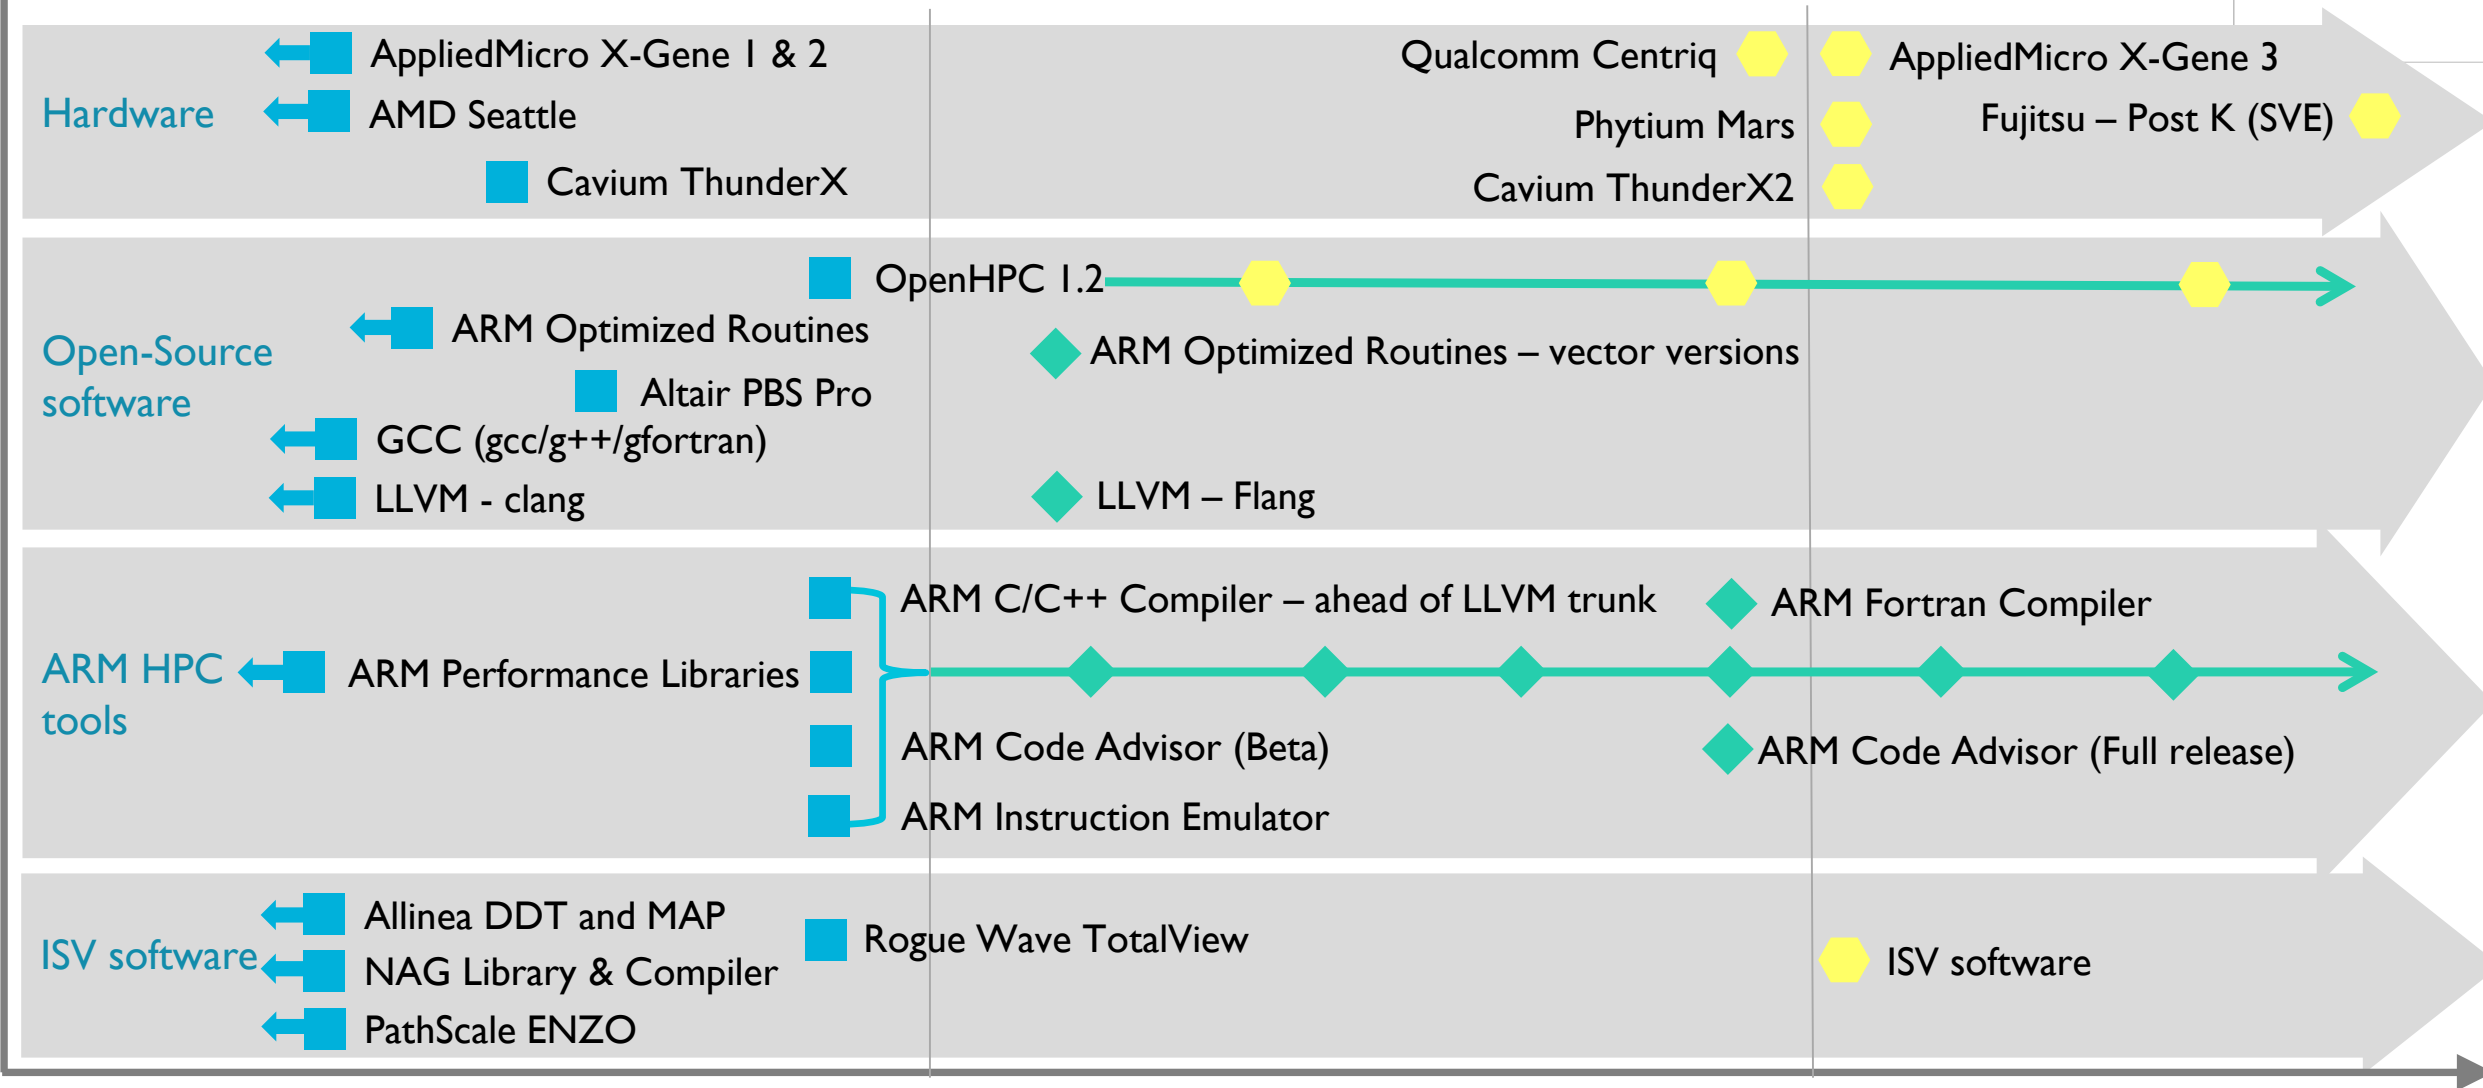 AppliedMicro X-Gene 1 & 2
Qualcomm Centriq
AppliedMicro X-Gene 3
Hardware
AMD Seattle
Phytium Mars
Fujitsu – Post K (SVE)
Cavium ThunderX
Cavium ThunderX2
OpenHPC 1.2
ARM Optimized Routines
Open-Source
software
ARM Optimized Routines – vector versions
Altair PBS Pro
GCC (gcc/g++/gfortran)
LLVM - clang
LLVM – Flang
ARM C/C++ Compiler – ahead of LLVM trunk
ARM Fortran Compiler
ARM HPC
tools
ARM Performance Libraries
ARM Code Advisor (Beta)
ARM Code Advisor (Full release)
ARM Instruction Emulator
Allinea DDT and MAP
ISV software
Rogue Wave TotalView
NAG Library & Compiler
ISV software
PathScale ENZO